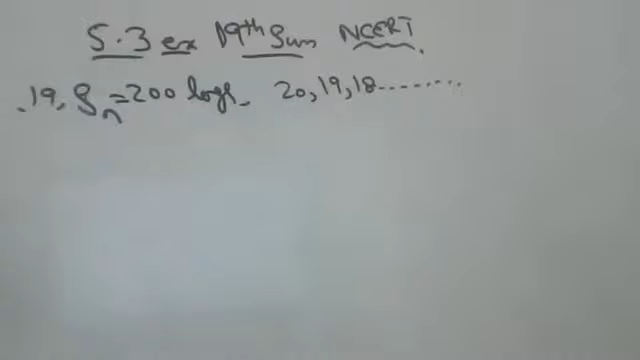 5.3 ex 19th Sum NCERT.
.19. Sn = 200 logs. 20, 19, 18.........